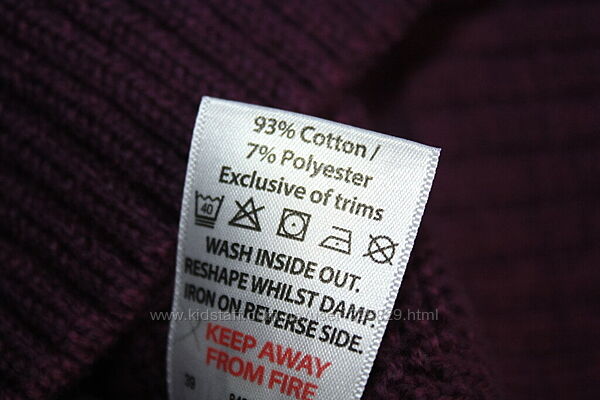 93% Cotton /
7% Polyester
Exclusive of trims
40
WASH INSIDE OUT.
RESHAPE WHILST DAMP.
IRON ON REVERSE SIDE.
KEEP AWAY
FROM FIRE
39